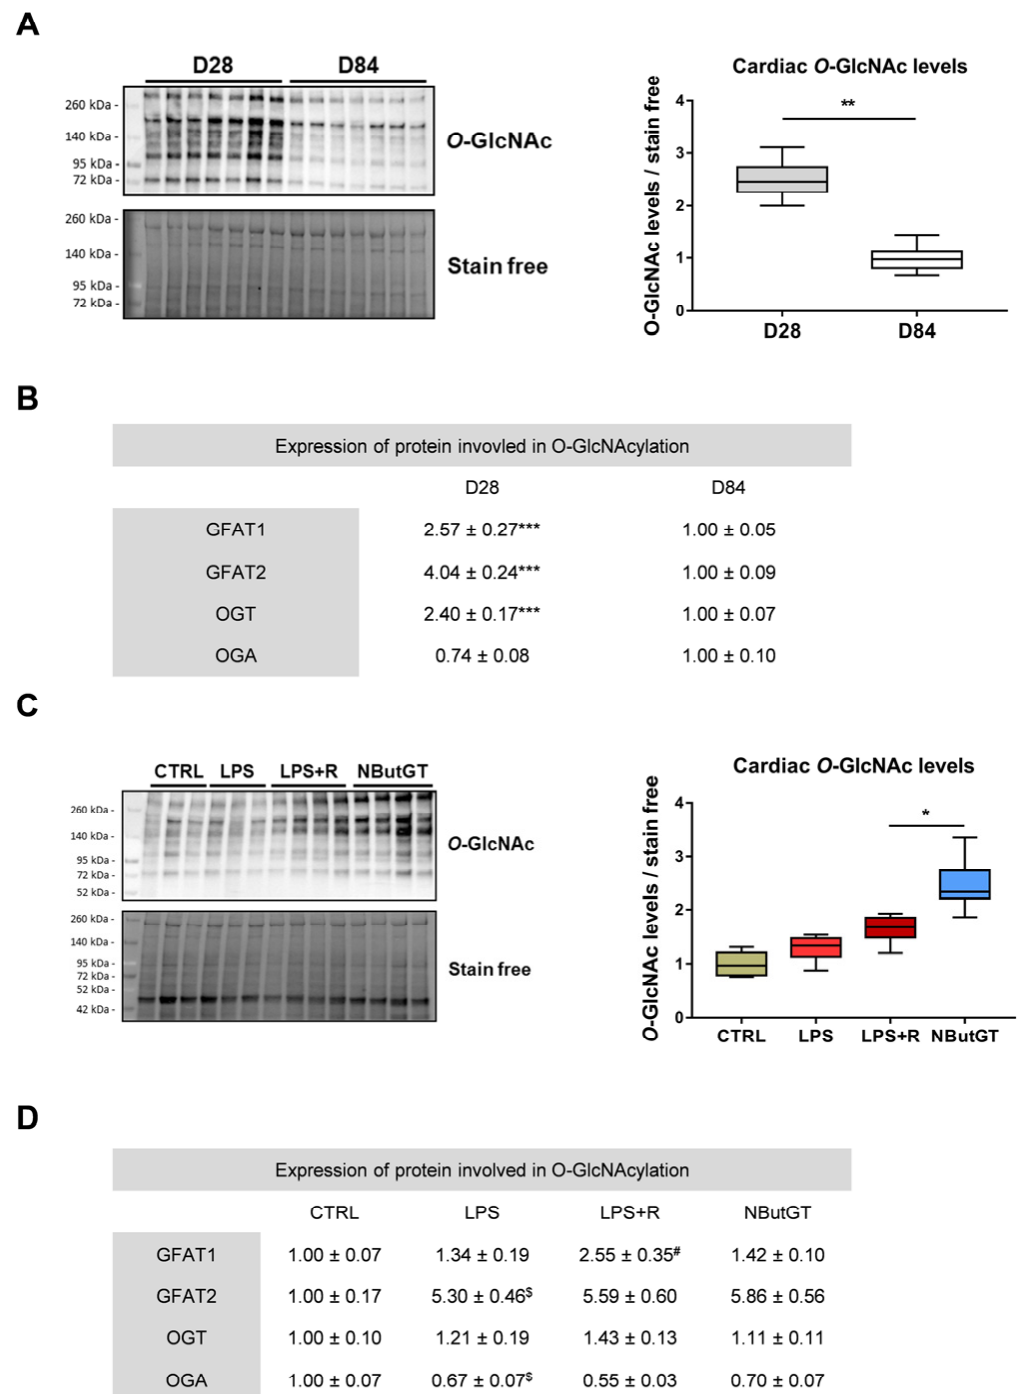 A
D28 D84
260 kDa -
140 kDa -
95 kDa -
72 kDa -
O-GlcNAc
260 kDa -
140 kDa -
95 kDa -
72 kDa -
Stain free
Cardiac O-GlcNAc levels
O-GlcNAc levels / stain free
4
3
2
1
0
**
D28 D84
B
Expression of protein invovled in O-GlcNAcylation
D28 D84
GFAT1 2.57 ± 0.27*** 1.00 ± 0.05
GFAT2 4.04 ± 0.24*** 1.00 ± 0.09
OGT 2.40 ± 0.17*** 1.00 ± 0.07
OGA 0.74 ± 0.08 1.00 ± 0.10
C
CTRL LPS LPS+R NButGT
260 kDa -
140 kDa -
95 kDa -
72 kDa -
52 kDa -
O-GlcNAc
260 kDa -
140 kDa -
95 kDa -
72 kDa -
52 kDa -
42 kDa -
Stain free
Cardiac O-GlcNAc levels
O-GlcNAc levels / stain free
4
3
2
1
0
*
CTRL LPS LPS+R NButGT
D
Expression of protein involved in O-GlcNAcylation
CTRL LPS LPS+R NButGT
GFAT1 1.00 ± 0.07 1.34 ± 0.19 2.55 ± 0.35# 1.42 ± 0.10
GFAT2 1.00 ± 0.17 5.30 ± 0.46$ 5.59 ± 0.60 5.86 ± 0.56
OGT 1.00 ± 0.10 1.21 ± 0.19 1.43 ± 0.13 1.11 ± 0.11
OGA 1.00 ± 0.07 0.67 ± 0.07$ 0.55 ± 0.03 0.70 ± 0.07